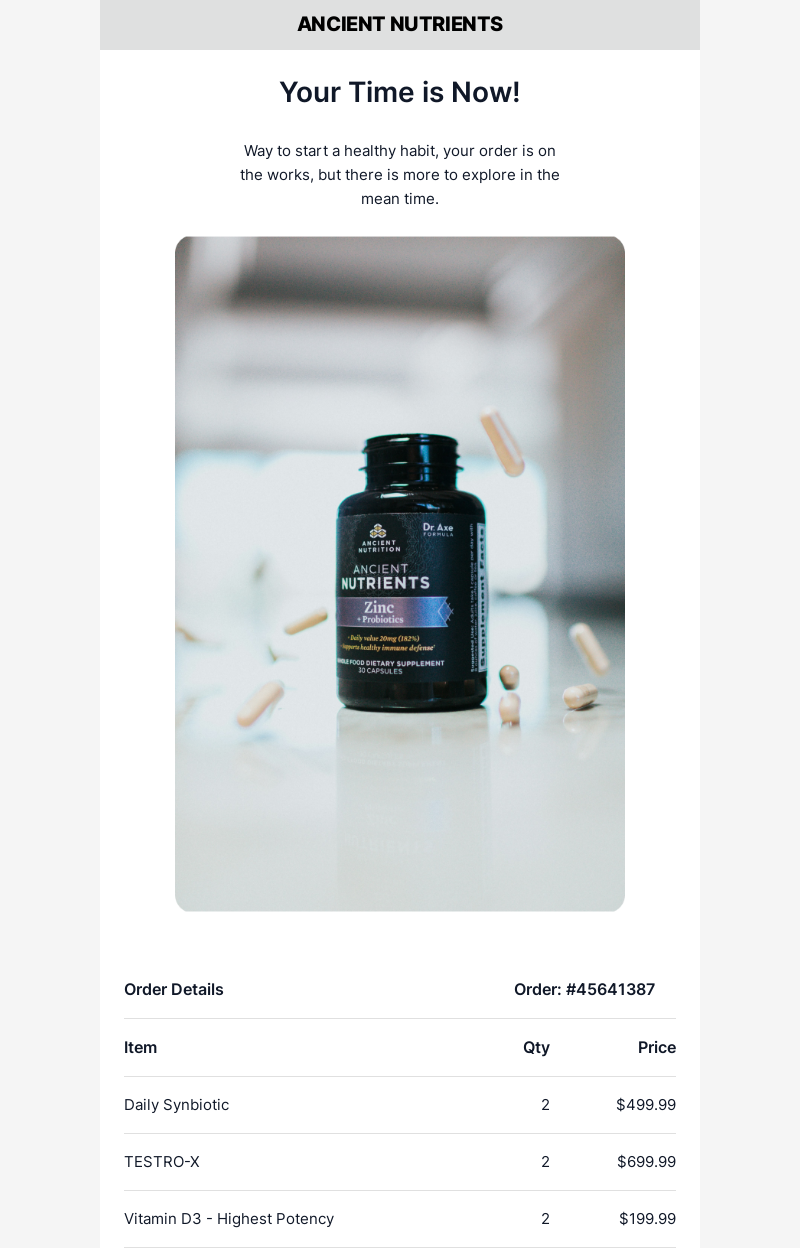 ANCIENT NUTRIENTS
Your Time is Now!
Way to start a healthy habit, your order is on
the works, but there is more to explore in the
mean time.
ANCIENT
NUTRITION
Dr. Axe
FORMULA
ANCIENT
NUTRIENTS
Zinc
+ Probiotics
Daily value 20mg (182%)
supports healthy immune defense
FOOD DIETARY SUPPLEMENT
30 CAPSULES
Supplement Facts
Order Details Order: #45641387
Item Qty Price
Daily Synbiotic 2 $499.99
TESTRO-X 2 $699.99
Vitamin D3 - Highest Potency 2 $199.99